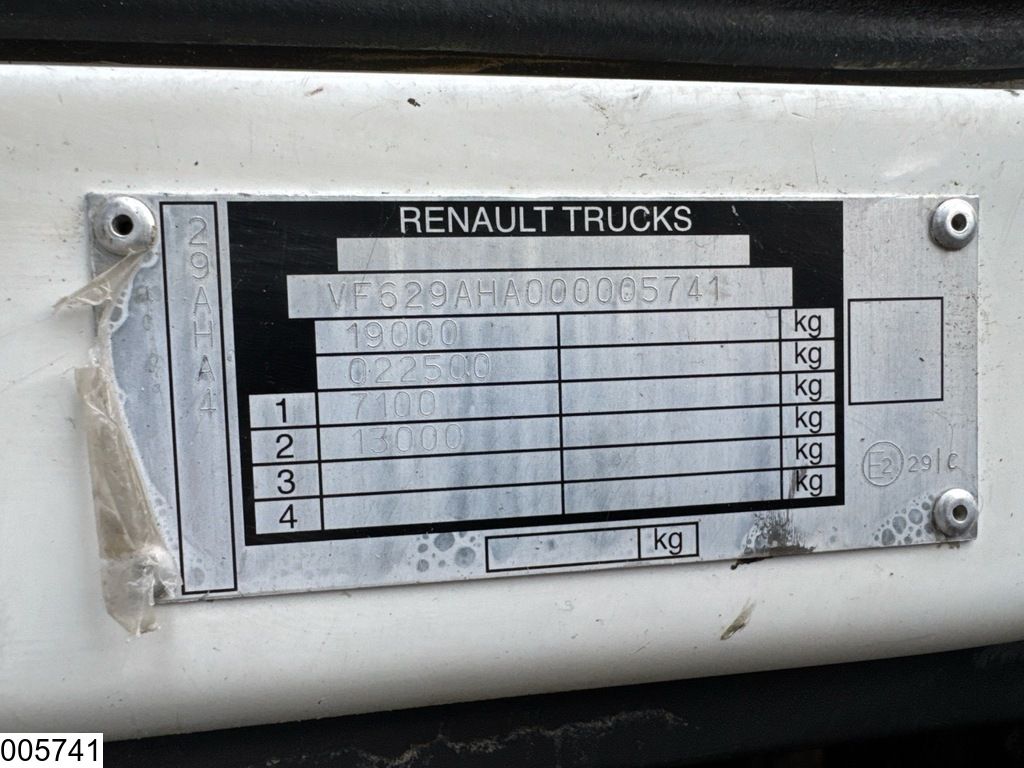 RENAULT TRUCKS
VF629AHA000005741
19000 kg
022500 kg
1 7100 kg
2 13000 kg
3 kg
4 kg
kg
29AHA4
E2 29 | C
005741